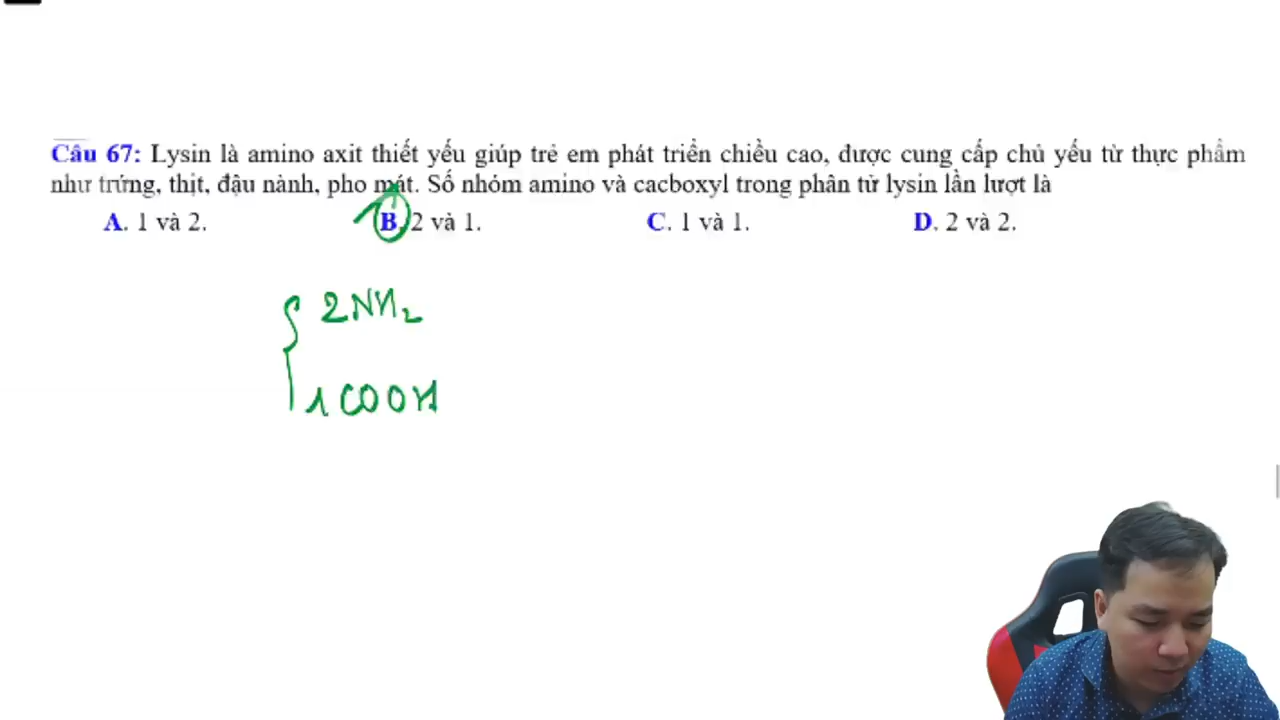 Câu 67: Lysin là amino axit thiết yếu giúp trẻ em phát triển chiều cao, được cung cấp chủ yếu từ thực phẩm
như trứng, thịt, đậu nành, pho mát. Số nhóm amino và cacboxyl trong phân tử lysin lần lượt là
A. 1 và 2. B. 2 và 1. C. 1 và 1. D. 2 và 2.
2NH2
1COOH